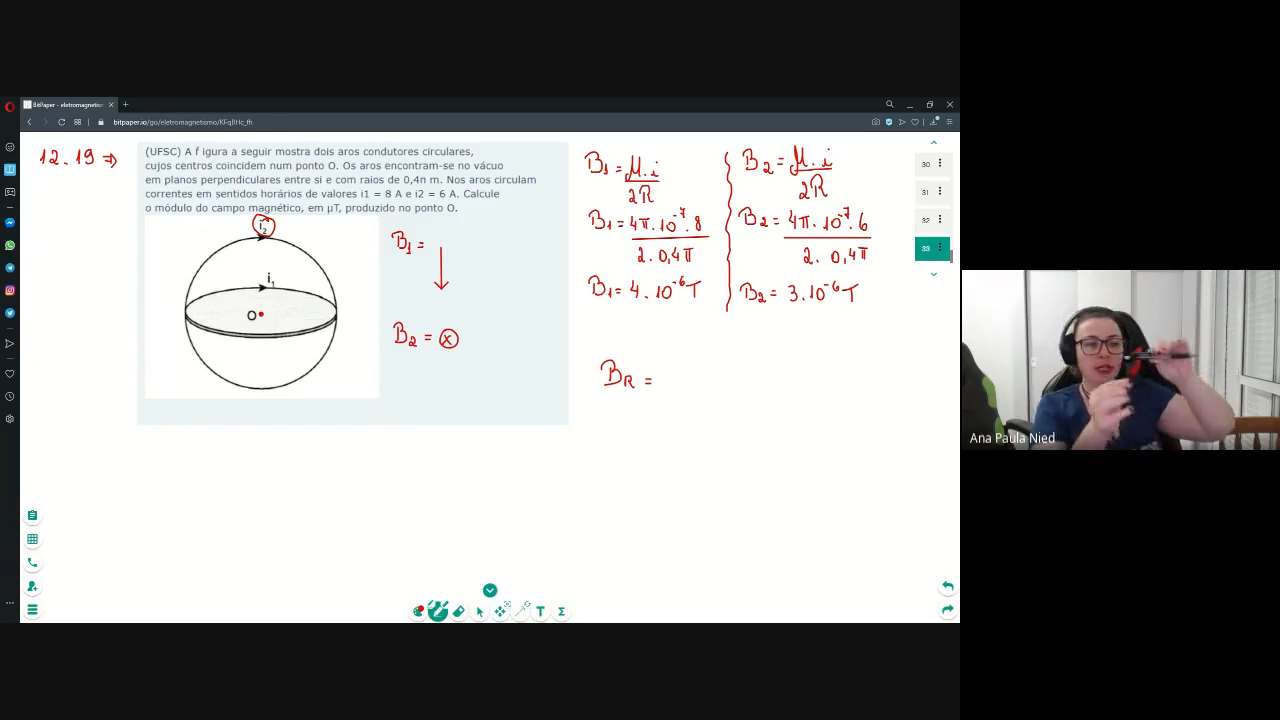 BitPaper - eletromagnetism
bitpaper.io/go/eletromagnetismo/KFqBHc_fh
12.19 ⇒
(UFSC) A f igura a seguir mostra dois aros condutores circulares,
cujos centros coincidem num ponto O. Os aros encontram-se no vácuo
em planos perpendiculares entre si e com raios de 0,4π m. Nos aros circulam
correntes em sentidos horários de valores i1 = 8 A e i2 = 6 A. Calcule
o módulo do campo magnético, em μT, produzido no ponto O.
i₂
i₁
O
B₁ = ↓
B₂ = ⓧ
B₁ = μ.i / 2R
B₁ = 4π.10⁻⁷.8 / 2.0,4π
B₁ = 4.10⁻⁶ T
B₂ = μ.i / 2R
B₂ = 4π.10⁻⁷.6 / 2.0,4π
B₂ = 3.10⁻⁶ T
B_R =
30
31
32
33
T
Σ
Ana Paula Nied